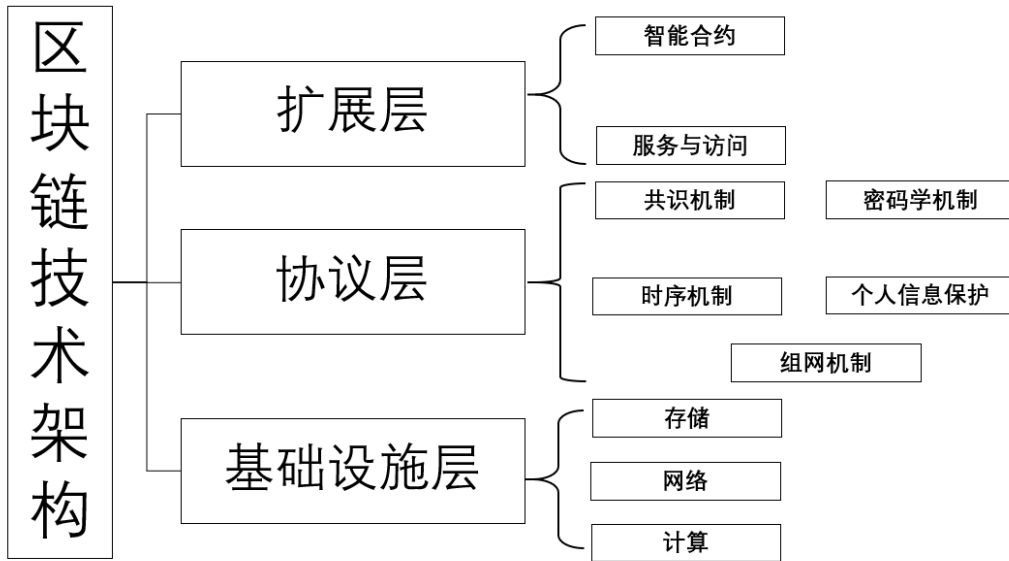 区块链技术架构
扩展层
智能合约
服务与访问
协议层
共识机制
密码学机制
时序机制
个人信息保护
组网机制
基础设施层
存储
网络
计算